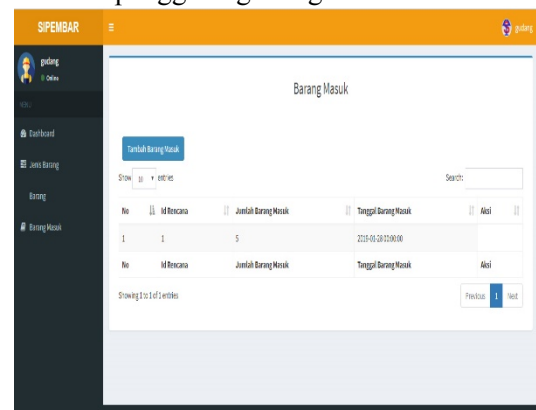 SIPEMBAR
gudang
gudang
Online
MENU
Dashboard
Jenis Barang
Barang
Barang Masuk
Barang Masuk
Tambah Barang Masuk
Show 10 entries
Search:
No Id Rencana Jumlah Barang Masuk Tanggal Barang Masuk Aksi
1 1 5
No Id Rencana Jumlah Barang Masuk Tanggal Barang Masuk Aksi
Showing 1 to 1 of 1 entries
Previous 1 Next